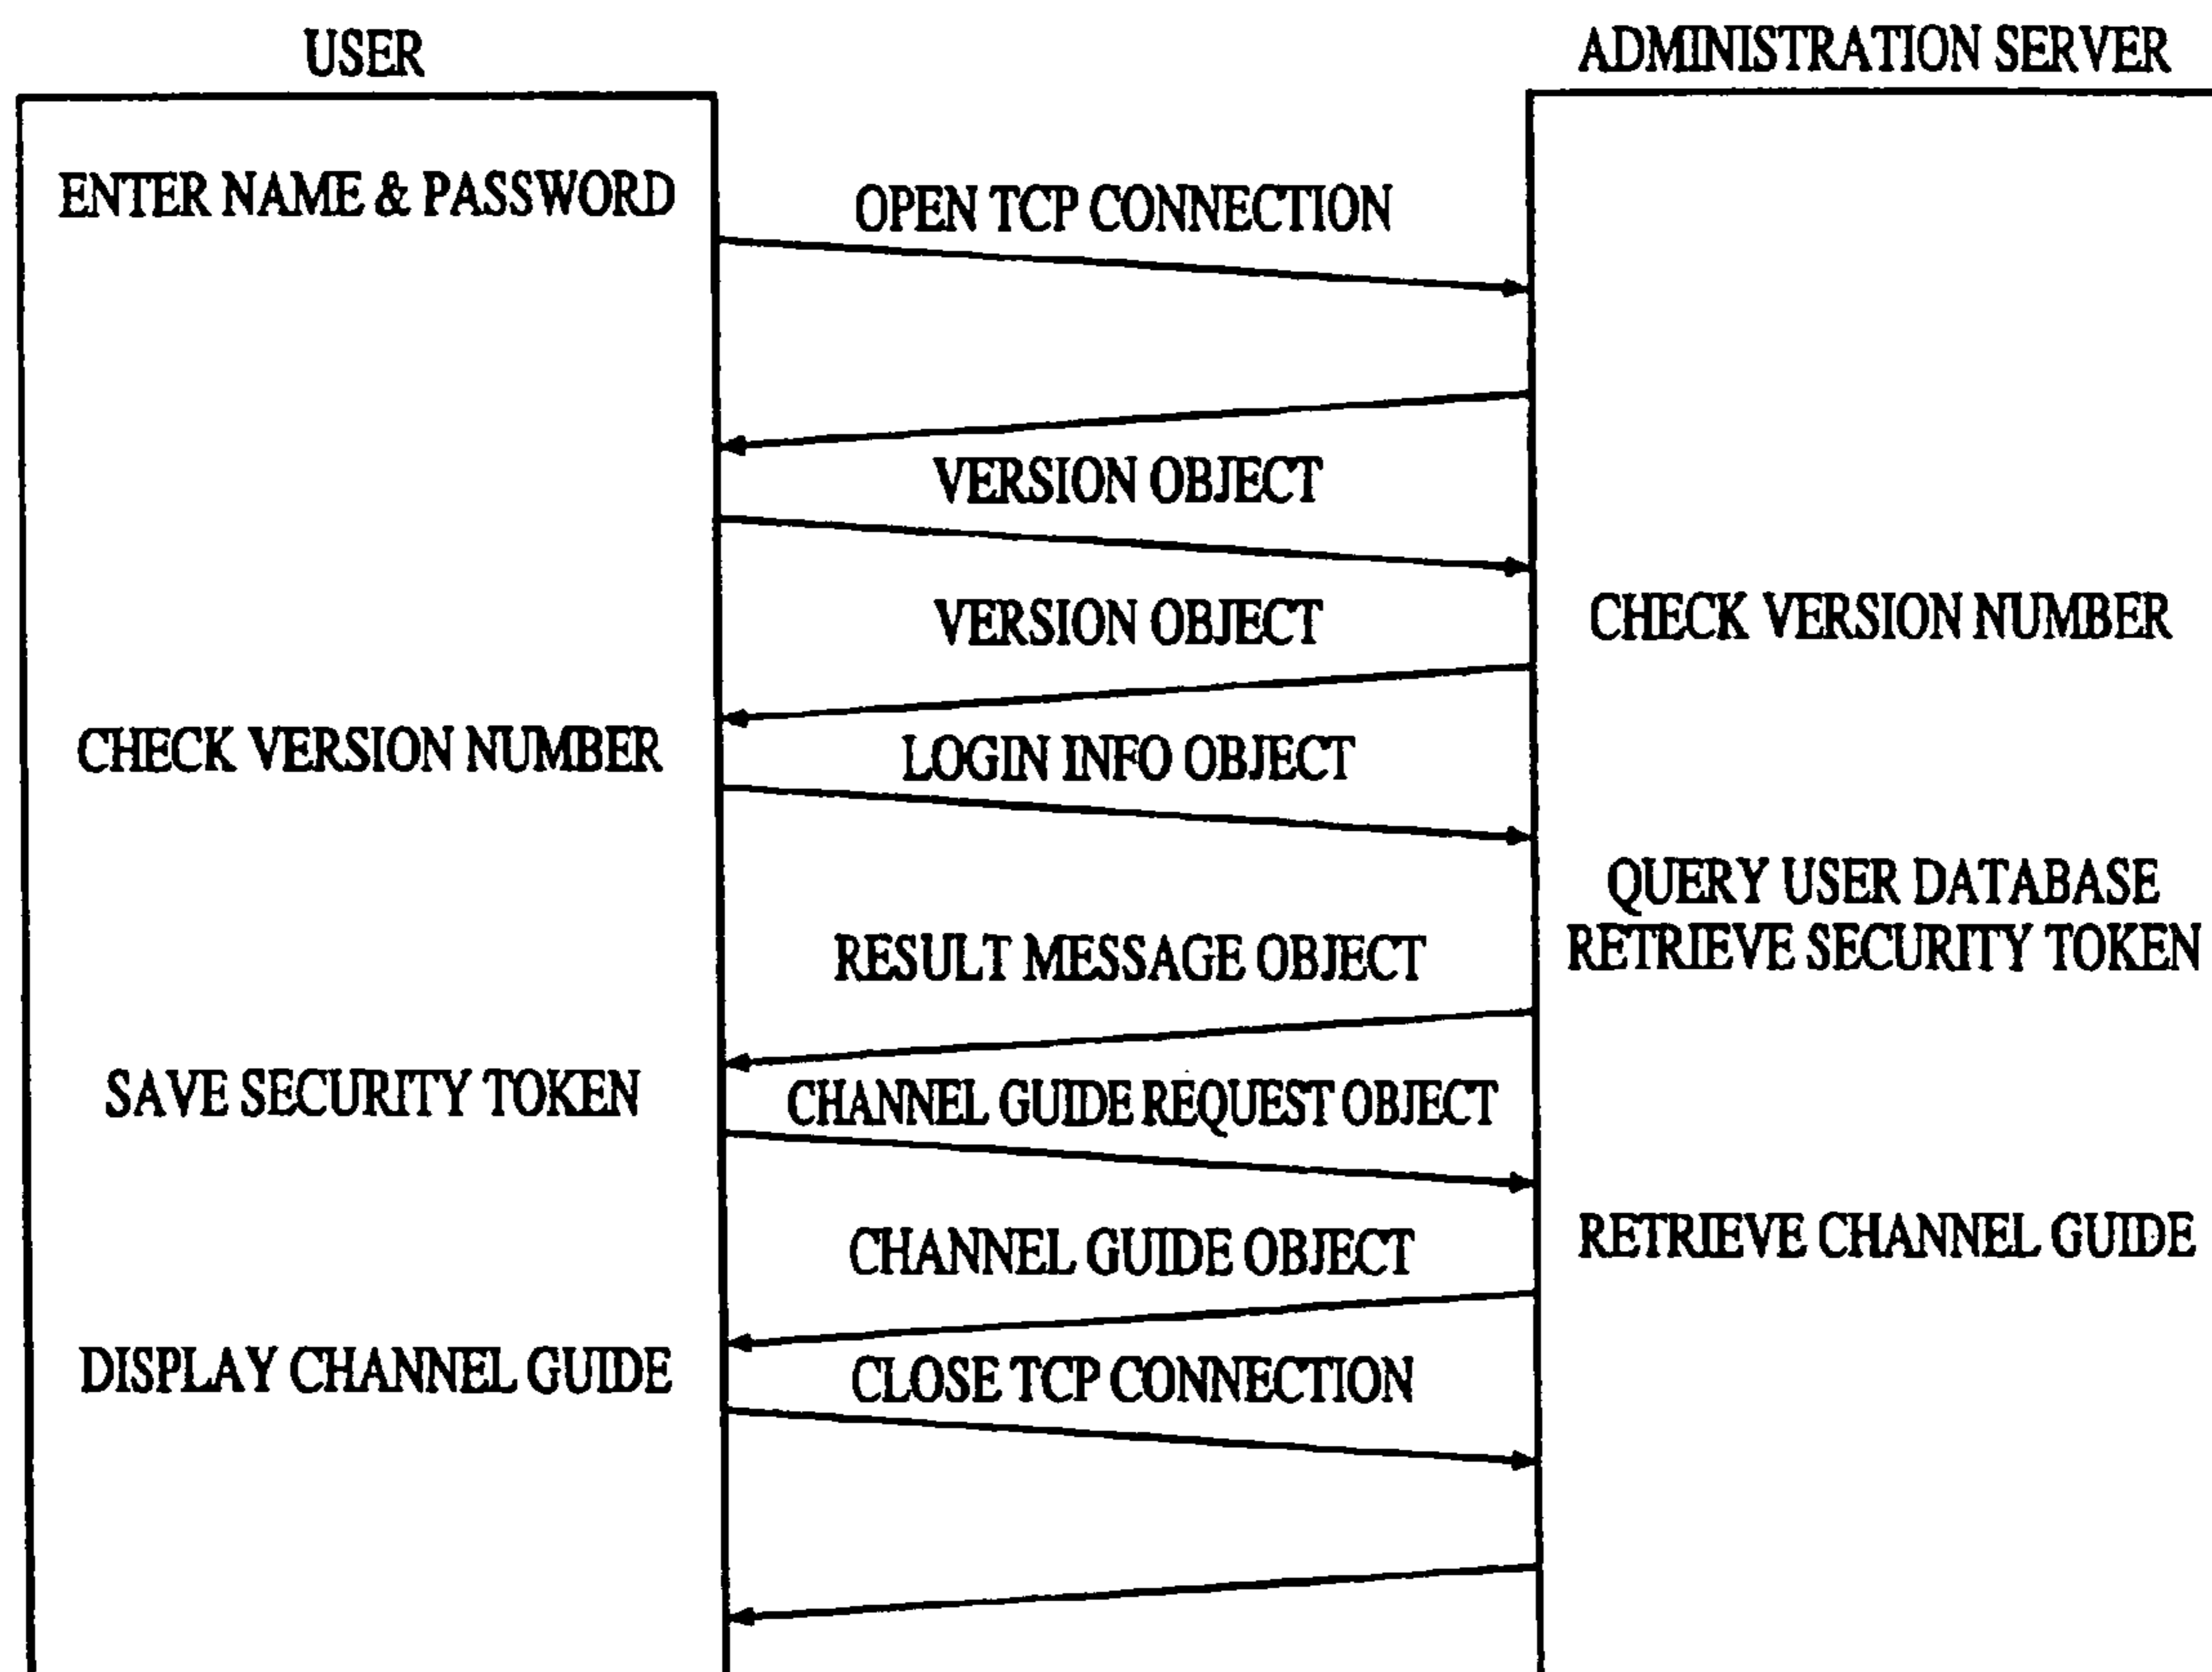 USER
ADMINISTRATION SERVER
ENTER NAME & PASSWORD
OPEN TCP CONNECTION
VERSION OBJECT
VERSION OBJECT
CHECK VERSION NUMBER
CHECK VERSION NUMBER
LOGIN INFO OBJECT
QUERY USER DATABASE
RETRIEVE SECURITY TOKEN
RESULT MESSAGE OBJECT
SAVE SECURITY TOKEN
CHANNEL GUIDE REQUEST OBJECT
RETRIEVE CHANNEL GUIDE
CHANNEL GUIDE OBJECT
DISPLAY CHANNEL GUIDE
CLOSE TCP CONNECTION